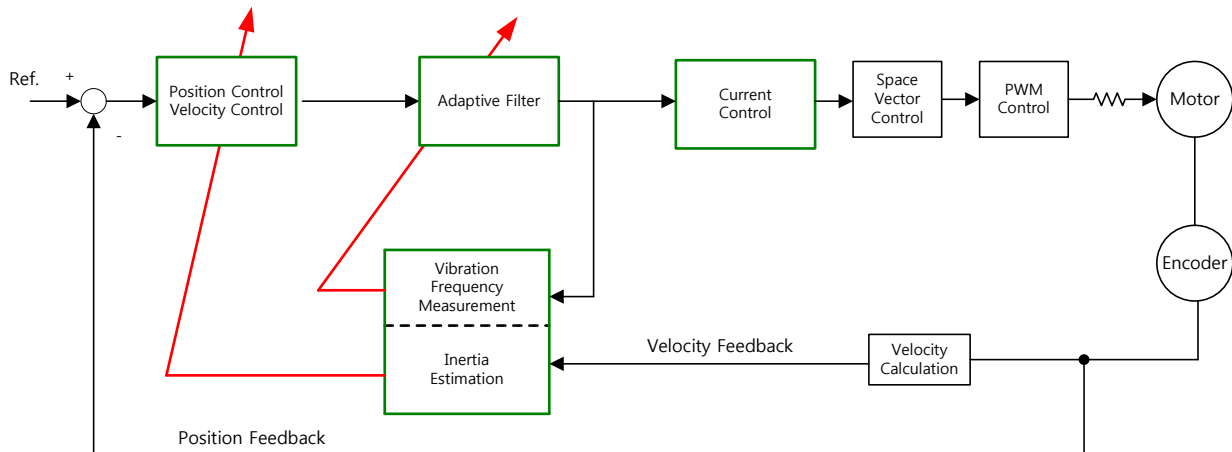 Ref.
+
-
Position Control
Velocity Control
Adaptive Filter
Current
Control
Space
Vector
Control
PWM
Control
Motor
Encoder
Vibration
Frequency
Measurement
Inertia
Estimation
Velocity Feedback
Velocity
Calculation
Position Feedback